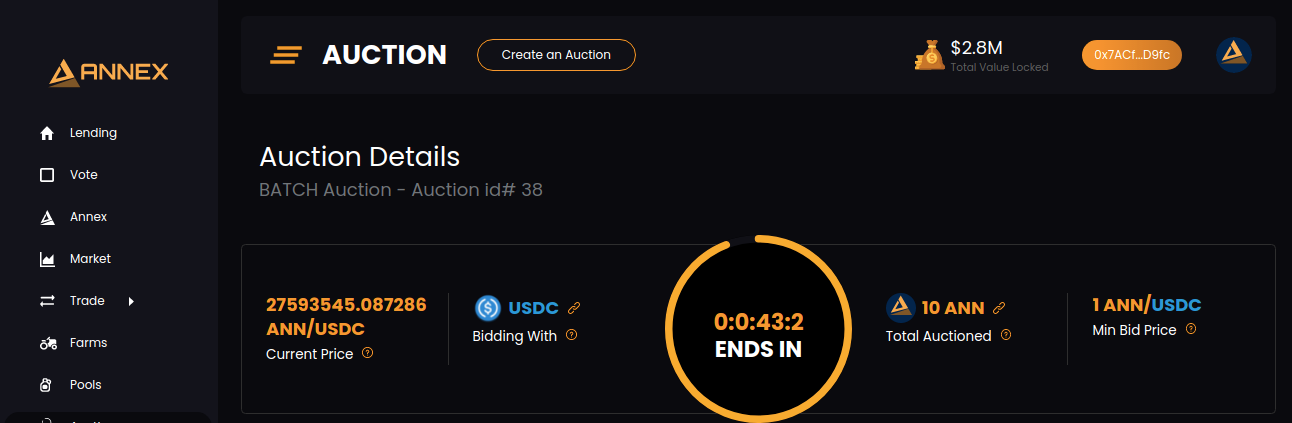 ANNEX
Lending
Vote
Annex
Market
Trade
Farms
Pools
AUCTION
Create an Auction
$2.8M
Total Value Locked
0x7ACf...D9fc
Auction Details
BATCH Auction - Auction id# 38
27593545.087286
ANN/USDC
Current Price
USDC
Bidding With
0:0:43:2
ENDS IN
10 ANN
Total Auctioned
1 ANN/USDC
Min Bid Price